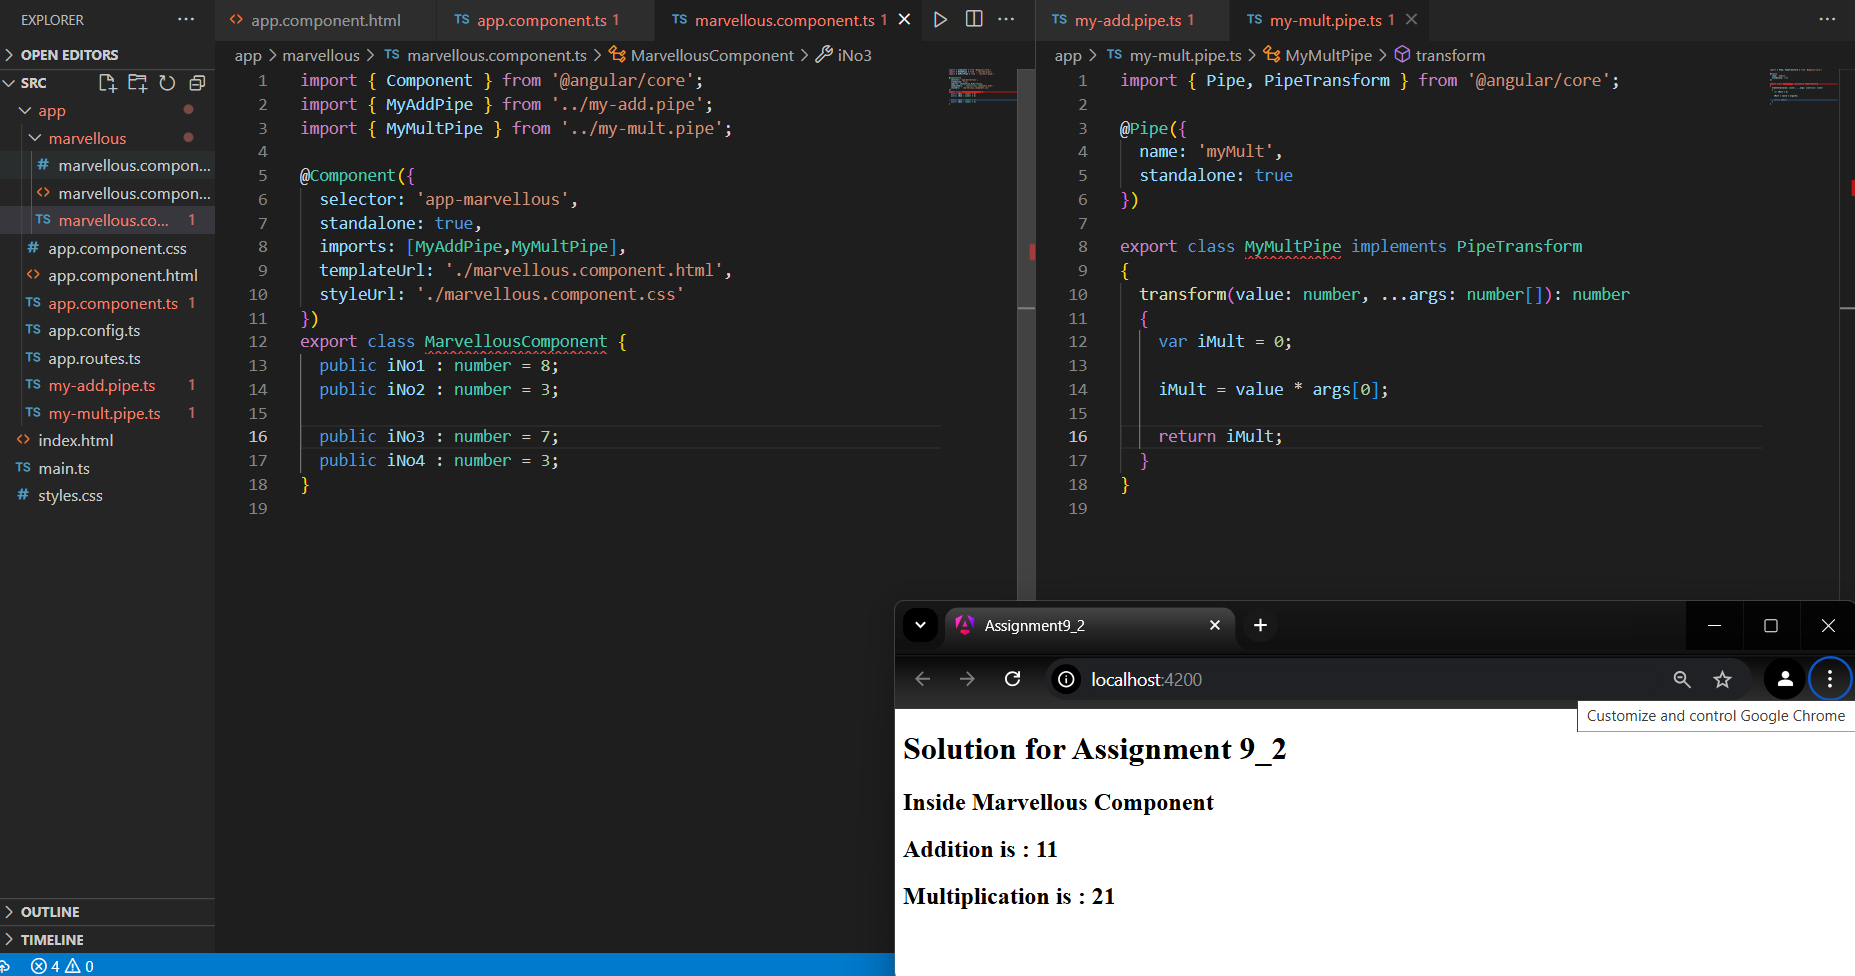 EXPLORER
OPEN EDITORS
SRC
app
marvellous
# marvellous.compon...
<> marvellous.compon...
TS marvellous.co... 1
# app.component.css
<> app.component.html
TS app.component.ts 1
TS app.config.ts
TS app.routes.ts
TS my-add.pipe.ts 1
TS my-mult.pipe.ts 1
<> index.html
TS main.ts
# styles.css
OUTLINE
TIMELINE
4 0
<> app.component.html TS app.component.ts 1 TS marvellous.component.ts 1
app > marvellous > TS marvellous.component.ts > MarvellousComponent > iNo3
1 import { Component } from '@angular/core';
2 import { MyAddPipe } from '../my-add.pipe';
3 import { MyMultPipe } from '../my-mult.pipe';
4
5 @Component({
6 selector: 'app-marvellous',
7 standalone: true,
8 imports: [MyAddPipe,MyMultPipe],
9 templateUrl: './marvellous.component.html',
10 styleUrl: './marvellous.component.css'
11 })
12 export class MarvellousComponent {
13 public iNo1 : number = 8;
14 public iNo2 : number = 3;
15
16 public iNo3 : number = 7;
17 public iNo4 : number = 3;
18 }
19
TS my-add.pipe.ts 1 TS my-mult.pipe.ts 1
app > TS my-mult.pipe.ts > MyMultPipe > transform
1 import { Pipe, PipeTransform } from '@angular/core';
2
3 @Pipe({
4 name: 'myMult',
5 standalone: true
6 })
7
8 export class MyMultPipe implements PipeTransform
9 {
10 transform(value: number, ...args: number[]): number
11 {
12 var iMult = 0;
13
14 iMult = value * args[0];
15
16 return iMult;
17 }
18 }
19
Assignment9_2
localhost:4200
Customize and control Google Chrome
Solution for Assignment 9_2
Inside Marvellous Component
Addition is : 11
Multiplication is : 21